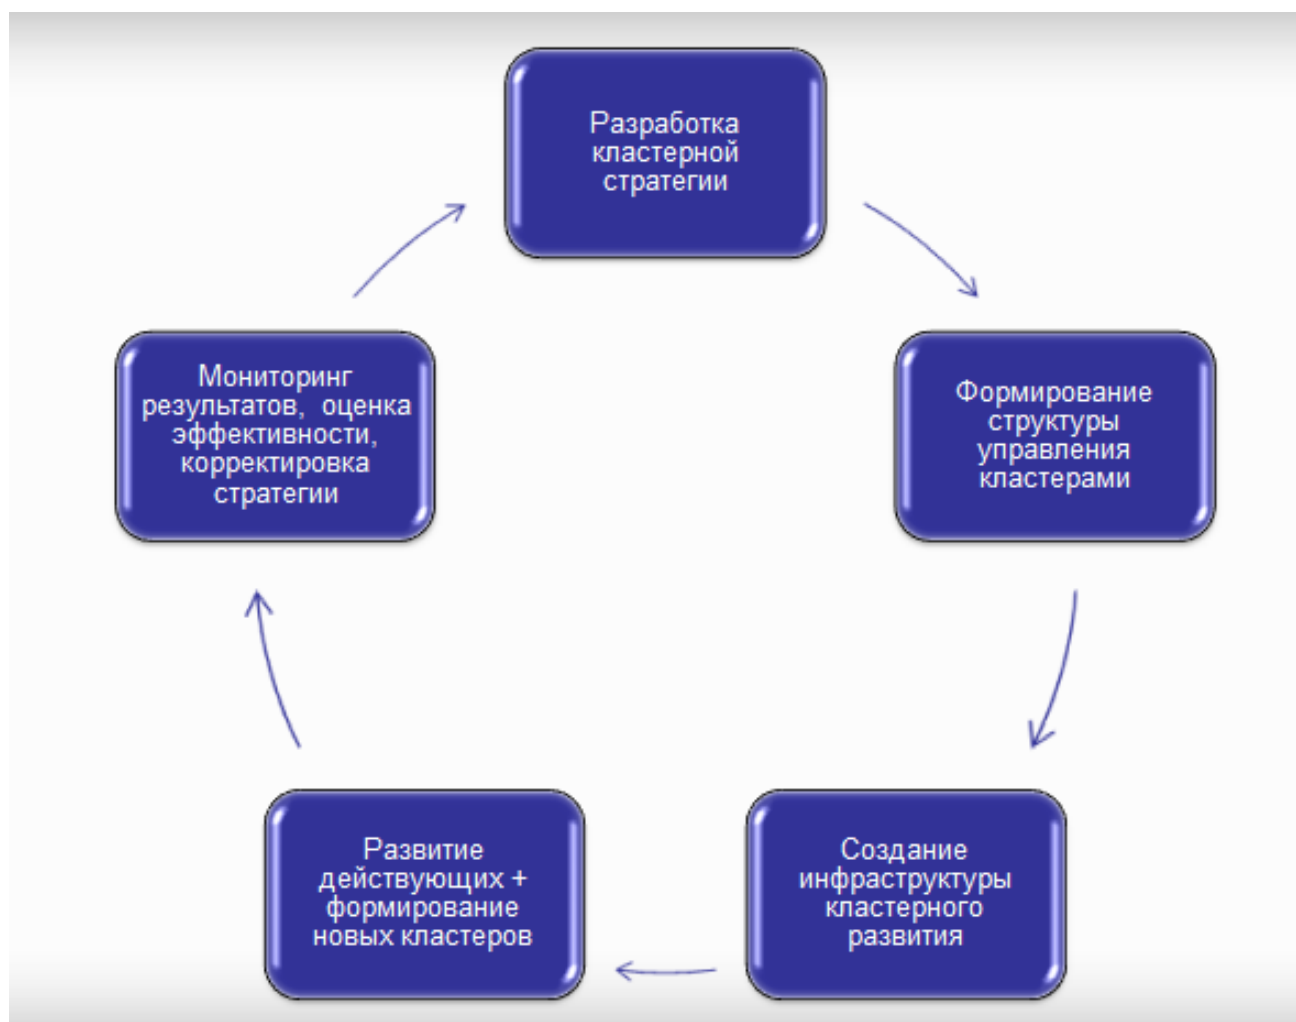 Разработка
кластерной
стратегии
Формирование
структуры
управления
кластерами
Создание
инфраструктуры
кластерного
развития
Развитие
действующих +
формирование
новых кластеров
Мониторинг
результатов, оценка
эффективности,
корректировка
стратегии